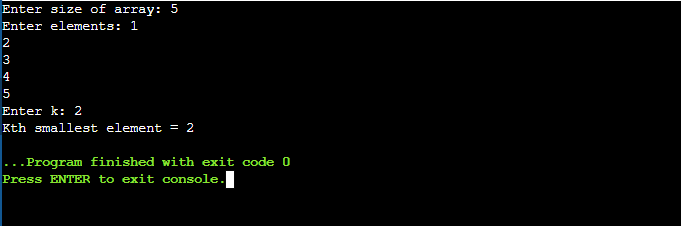 Enter size of array: 5
Enter elements: 1
2
3
4
5
Enter k: 2
Kth smallest element = 2
...Program finished with exit code 0
Press ENTER to exit console.